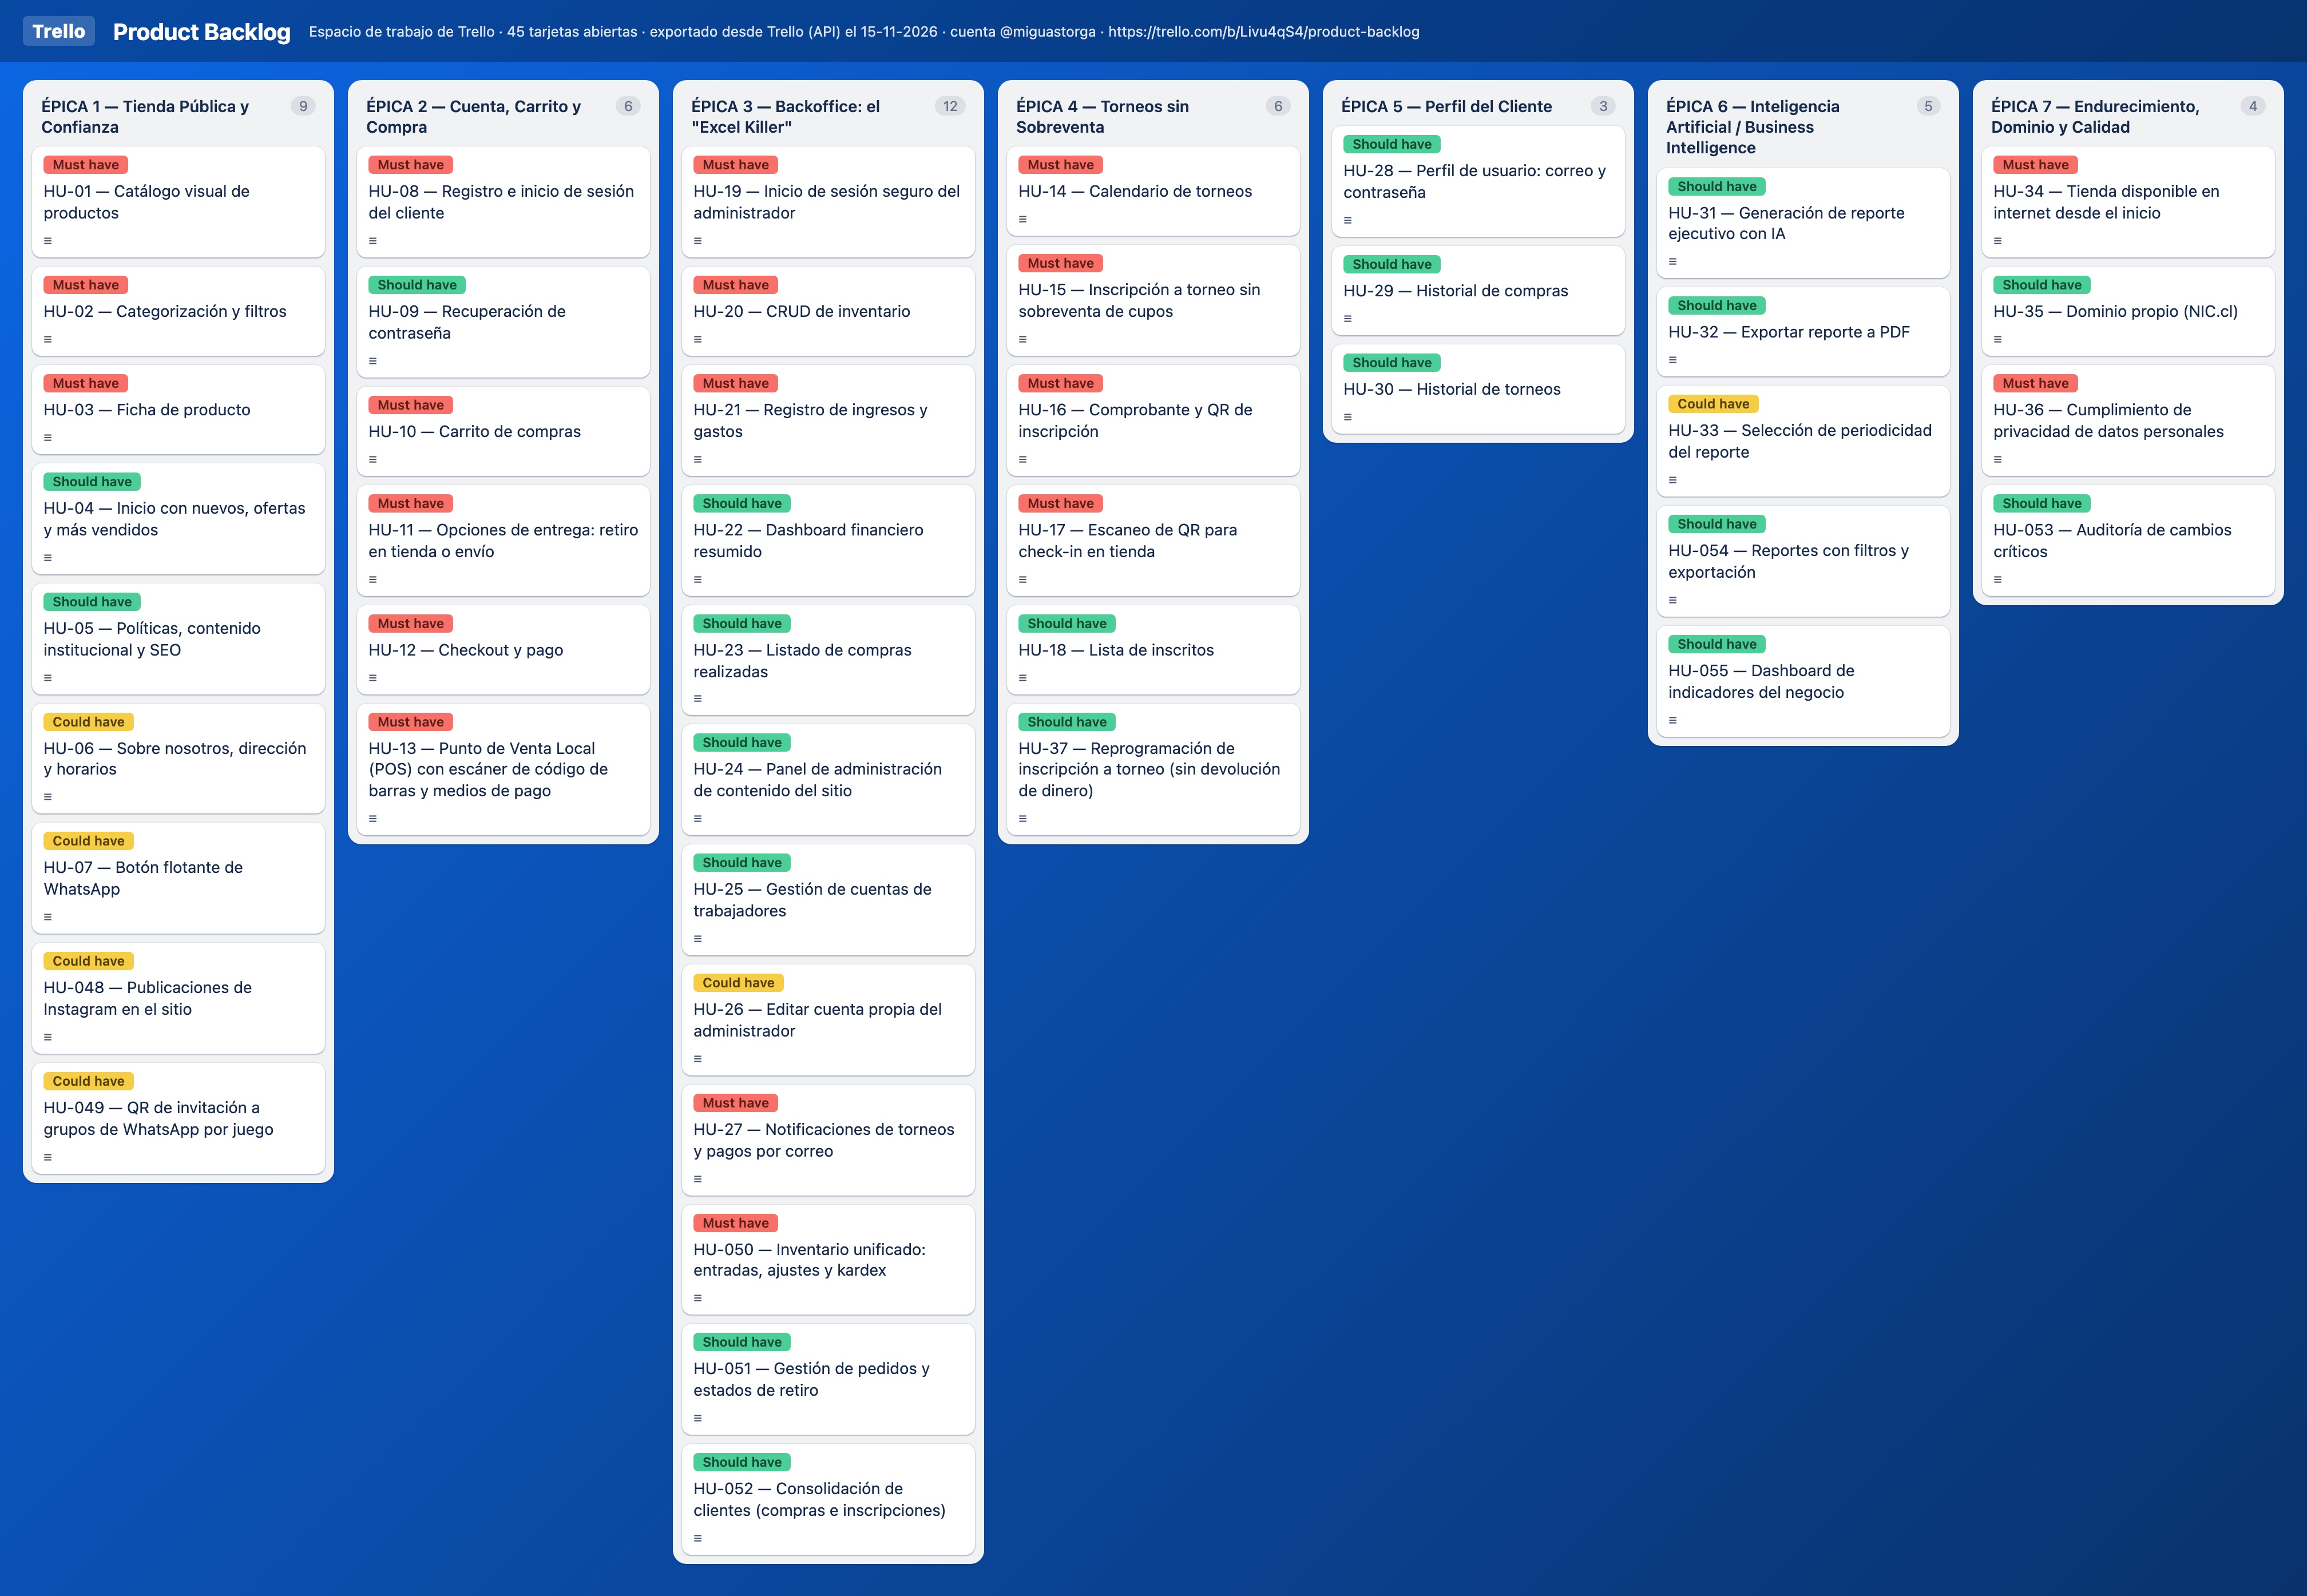 Trello
Product Backlog
Espacio de trabajo de Trello · 45 tarjetas abiertas · exportado desde Trello (API) el 15-11-2026 · cuenta @miguastorga · https://trello.com/b/Livu4qS4/product-backlog
ÉPICA 1 — Tienda Pública y
Confianza
9
Must have
HU-01 — Catálogo visual de
productos
Must have
HU-02 — Categorización y filtros
Must have
HU-03 — Ficha de producto
Should have
HU-04 — Inicio con nuevos, ofertas
y más vendidos
Should have
HU-05 — Políticas, contenido
institucional y SEO
Could have
HU-06 — Sobre nosotros, dirección
y horarios
Could have
HU-07 — Botón flotante de
WhatsApp
Could have
HU-048 — Publicaciones de
Instagram en el sitio
Could have
HU-049 — QR de invitación a
grupos de WhatsApp por juego
ÉPICA 2 — Cuenta, Carrito y
Compra
6
Must have
HU-08 — Registro e inicio de sesión
del cliente
Should have
HU-09 — Recuperación de
contraseña
Must have
HU-10 — Carrito de compras
Must have
HU-11 — Opciones de entrega: retiro
en tienda o envío
Must have
HU-12 — Checkout y pago
Must have
HU-13 — Punto de Venta Local
(POS) con escáner de código de
barras y medios de pago
ÉPICA 3 — Backoffice: el
"Excel Killer"
12
Must have
HU-19 — Inicio de sesión seguro del
administrador
Must have
HU-20 — CRUD de inventario
Must have
HU-21 — Registro de ingresos y
gastos
Should have
HU-22 — Dashboard financiero
resumido
Should have
HU-23 — Listado de compras
realizadas
Should have
HU-24 — Panel de administración
de contenido del sitio
Should have
HU-25 — Gestión de cuentas de
trabajadores
Could have
HU-26 — Editar cuenta propia del
administrador
Must have
HU-27 — Notificaciones de torneos
y pagos por correo
Must have
HU-050 — Inventario unificado:
entradas, ajustes y kardex
Should have
HU-051 — Gestión de pedidos y
estados de retiro
Should have
HU-052 — Consolidación de
clientes (compras e inscripciones)
ÉPICA 4 — Torneos sin
Sobreventa
6
Must have
HU-14 — Calendario de torneos
Must have
HU-15 — Inscripción a torneo sin
sobreventa de cupos
Must have
HU-16 — Comprobante y QR de
inscripción
Must have
HU-17 — Escaneo de QR para
check-in en tienda
Should have
HU-18 — Lista de inscritos
Should have
HU-37 — Reprogramación de
inscripción a torneo (sin devolución
de dinero)
ÉPICA 5 — Perfil del Cliente
3
Should have
HU-28 — Perfil de usuario: correo y
contraseña
Should have
HU-29 — Historial de compras
Should have
HU-30 — Historial de torneos
ÉPICA 6 — Inteligencia
Artificial / Business
Intelligence
5
Should have
HU-31 — Generación de reporte
ejecutivo con IA
Should have
HU-32 — Exportar reporte a PDF
Could have
HU-33 — Selección de periodicidad
del reporte
Should have
HU-054 — Reportes con filtros y
exportación
Should have
HU-055 — Dashboard de
indicadores del negocio
ÉPICA 7 — Endurecimiento,
Dominio y Calidad
4
Must have
HU-34 — Tienda disponible en
internet desde el inicio
Should have
HU-35 — Dominio propio (NIC.cl)
Must have
HU-36 — Cumplimiento de
privacidad de datos personales
Should have
HU-053 — Auditoría de cambios
críticos